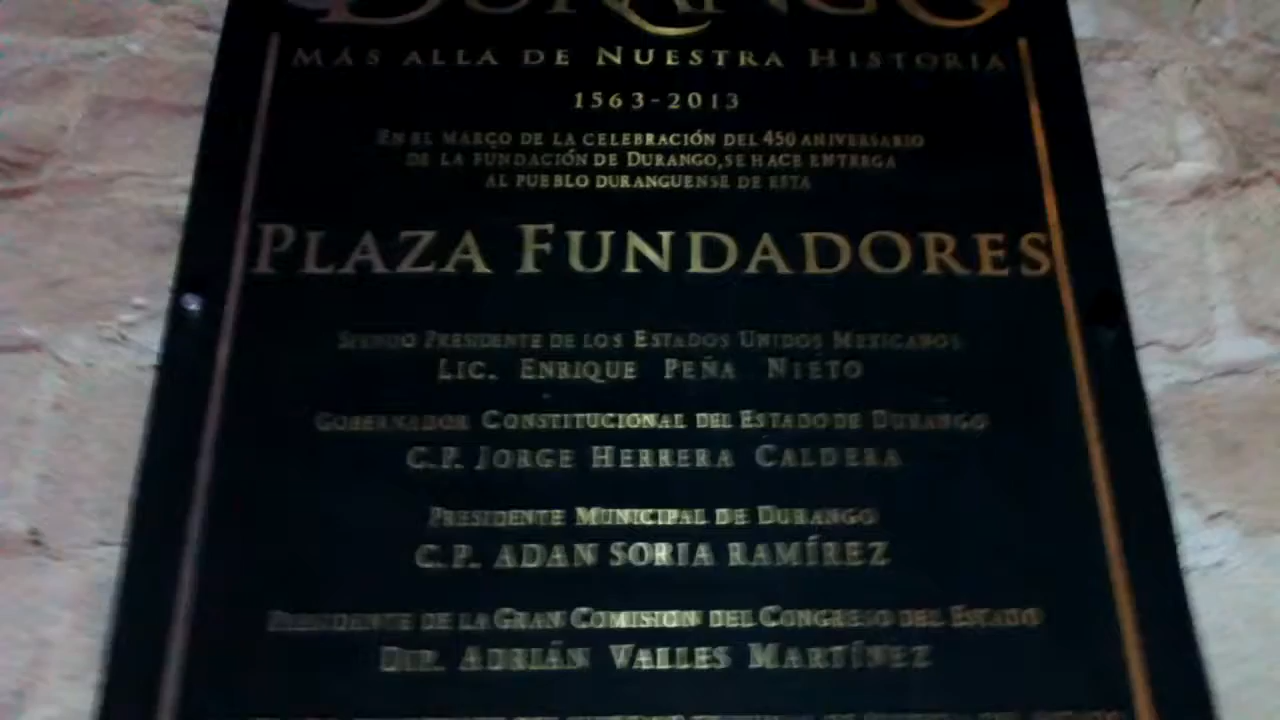 DURANGO
MÁS ALLÁ DE NUESTRA HISTORIA
1563-2013
EN EL MARCO DE LA CELEBRACIÓN DEL 450 ANIVERSARIO
DE LA FUNDACIÓN DE DURANGO, SE HACE ENTREGA
AL PUEBLO DURANGUENSE DE ESTA
PLAZA FUNDADORES
SIENDO PRESIDENTE DE LOS ESTADOS UNIDOS MEXICANOS
LIC. ENRIQUE PEÑA NIETO
GOBERNADOR CONSTITUCIONAL DEL ESTADO DE DURANGO
C.P. JORGE HERRERA CALDERA
PRESIDENTE MUNICIPAL DE DURANGO
C.P. ADAN SORIA RAMÍREZ
PRESIDENTE DE LA GRAN COMISIÓN DEL CONGRESO DEL ESTADO
DIP. ADRIÁN VALLES MARTÍNEZ